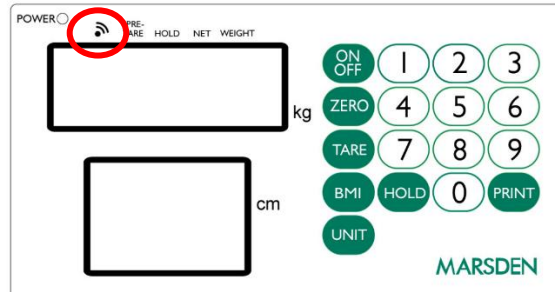 POWER
PRE-
HOLD NET WEIGHT
kg
cm
ON
OFF
1 2 3
ZERO 4 5 6
TARE 7 8 9
BMI HOLD 0 PRINT
UNIT
MARSDEN